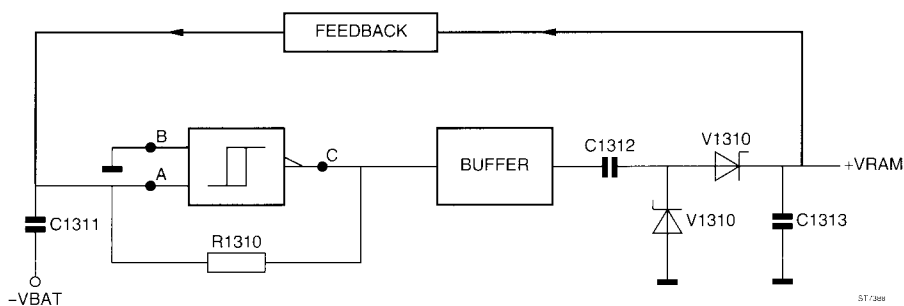 FEEDBACK
B
A
C
BUFFER
C1312
V1310
+VRAM
C1311
R1310
V1310
C1313
-VBAT